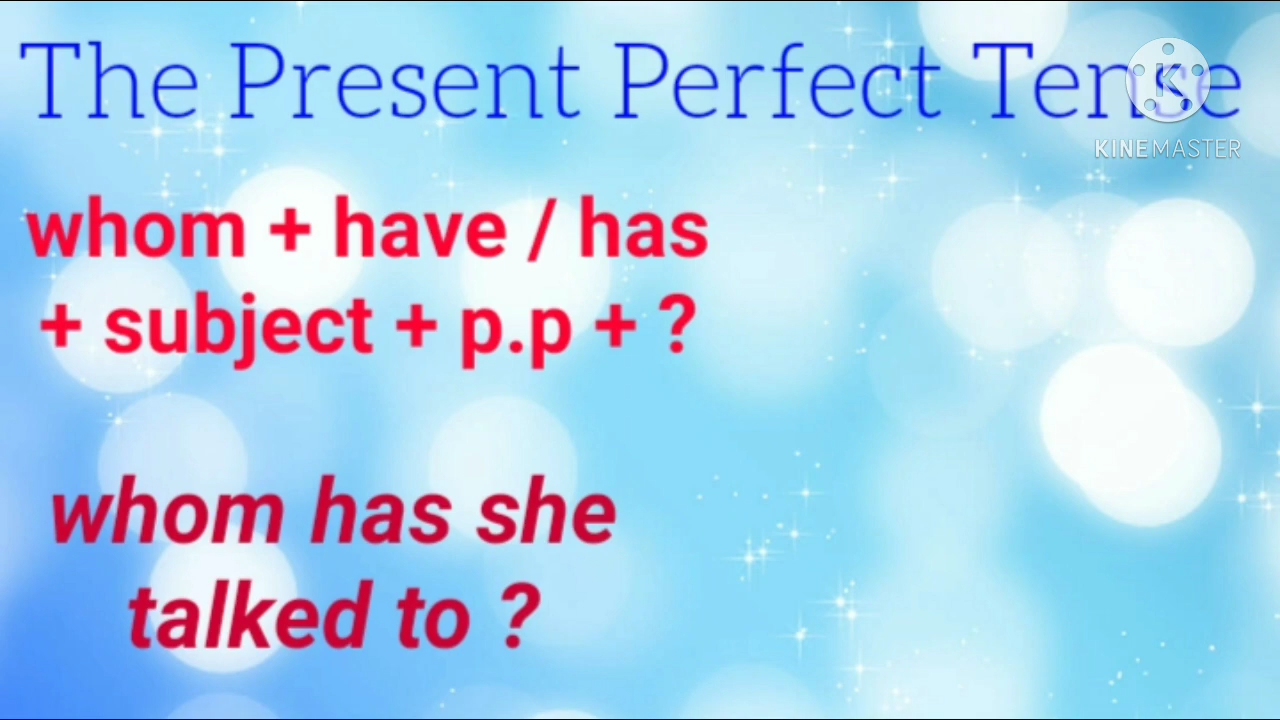 The Present Perfect Tense
K
KINEMASTER
whom + have / has
+ subject + p.p + ?
whom has she
talked to ?